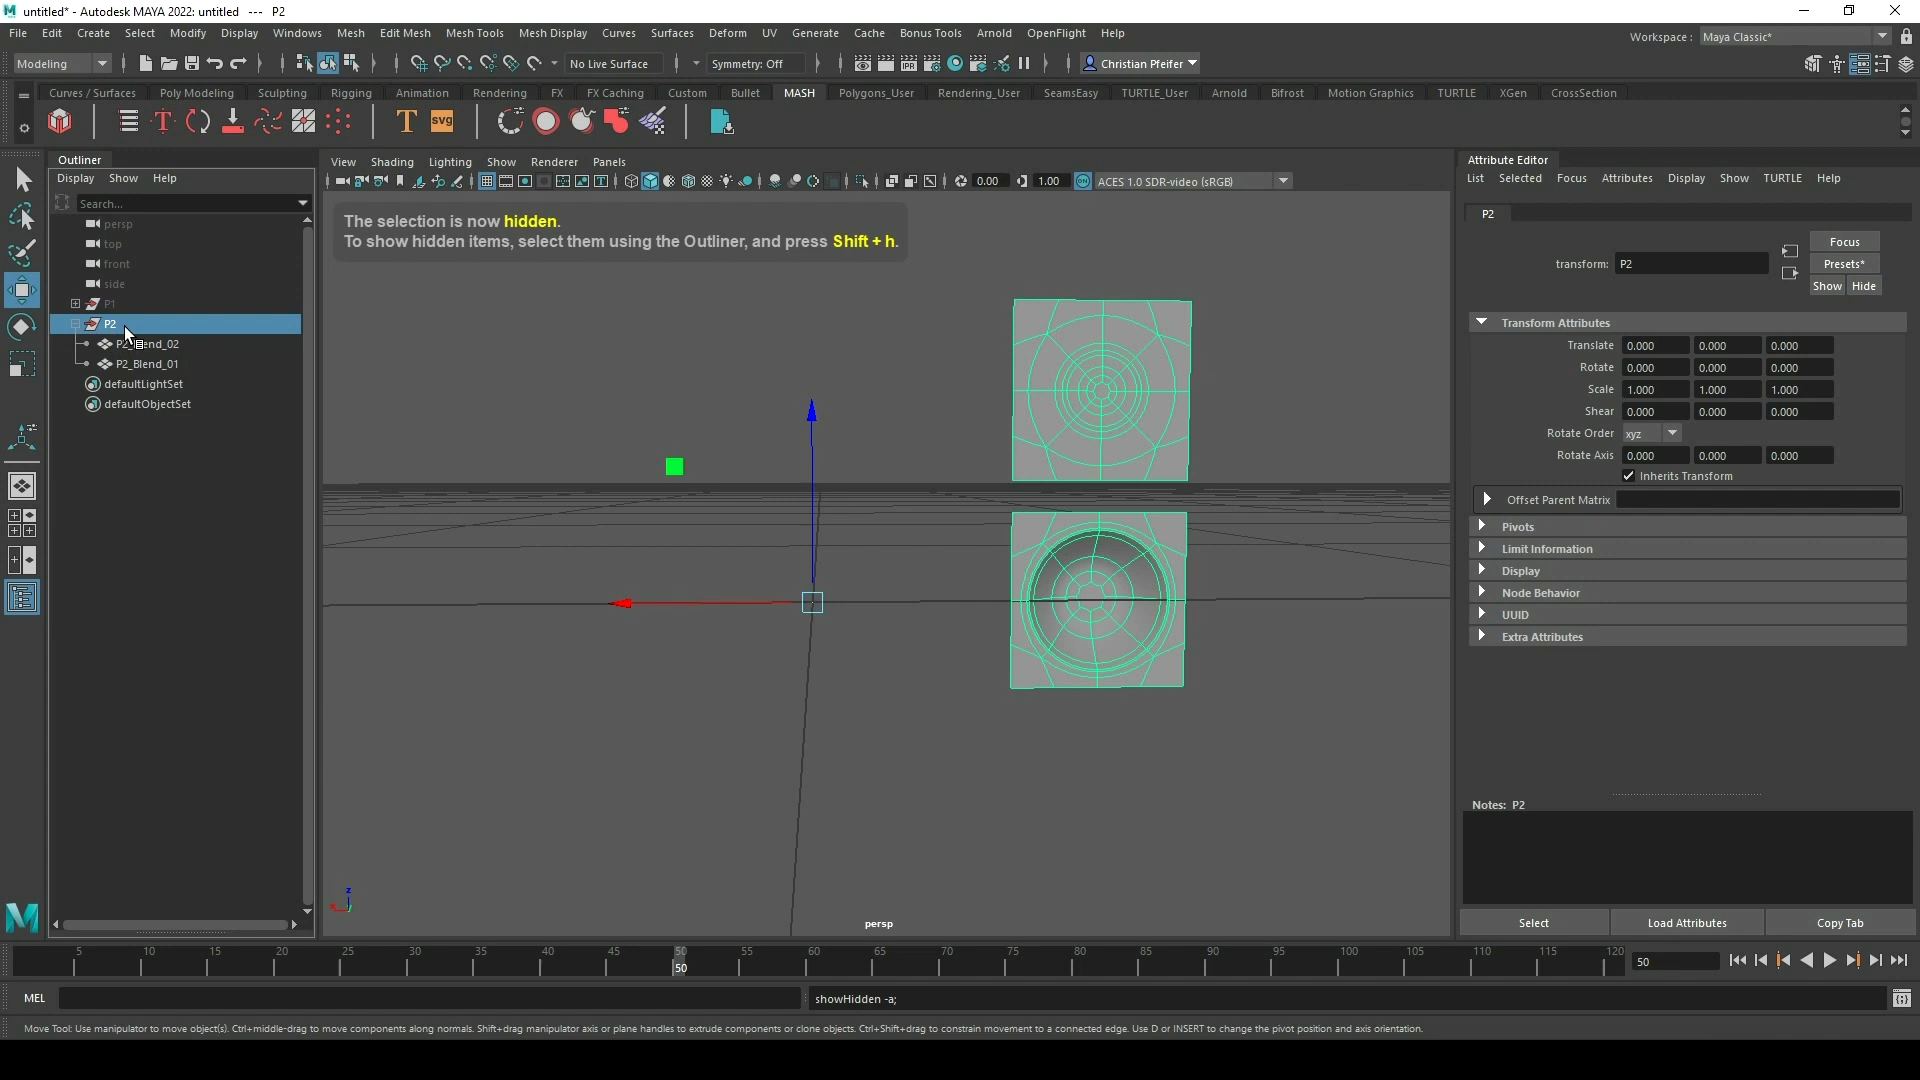 untitled* - Autodesk MAYA 2022: untitled --- P2
File Edit Create Select Modify Display Windows Mesh Edit Mesh Mesh Tools Mesh Display Curves Surfaces Deform UV Generate Cache Bonus Tools Arnold OpenFlight Help
Workspace : Maya Classic*
Modeling No Live Surface Symmetry: Off Christian Pfeifer
Curves / Surfaces Poly Modeling Sculpting Rigging Animation Rendering FX FX Caching Custom Bullet MASH Polygons_User Rendering_User SeamsEasy TURTLE_User Arnold Bifrost Motion Graphics TURTLE XGen CrossSection
T svg
Outliner
Display Show Help
Search...
persp
top
front
side
P1
P2
P2_Blend_02
P2_Blend_01
defaultLightSet
defaultObjectSet
View Shading Lighting Show Renderer Panels
0.00 1.00 ACES 1.0 SDR-video (sRGB)
The selection is now hidden.
To show hidden items, select them using the Outliner, and press Shift + h.
z
persp
Attribute Editor
List Selected Focus Attributes Display Show TURTLE Help
P2
transform: P2
Focus
Presets*
Show Hide
Transform Attributes
Translate 0.000 0.000 0.000
Rotate 0.000 0.000 0.000
Scale 1.000 1.000 1.000
Shear 0.000 0.000 0.000
Rotate Order xyz
Rotate Axis 0.000 0.000 0.000
Inherits Transform
Offset Parent Matrix
Pivots
Limit Information
Display
Node Behavior
UUID
Extra Attributes
Notes: P2
Select Load Attributes Copy Tab
5 10 15 20 25 30 35 40 45 50 55 60 65 70 75 80 85 90 95 100 105 110 115 120
50 50
MEL showHidden -a;
Move Tool: Use manipulator to move object(s). Ctrl+middle-drag to move components along normals. Shift+drag manipulator axis or plane handles to extrude components or clone objects. Ctrl+Shift+drag to constrain movement to a connected edge. Use D or INSERT to change the pivot position and axis orientation.